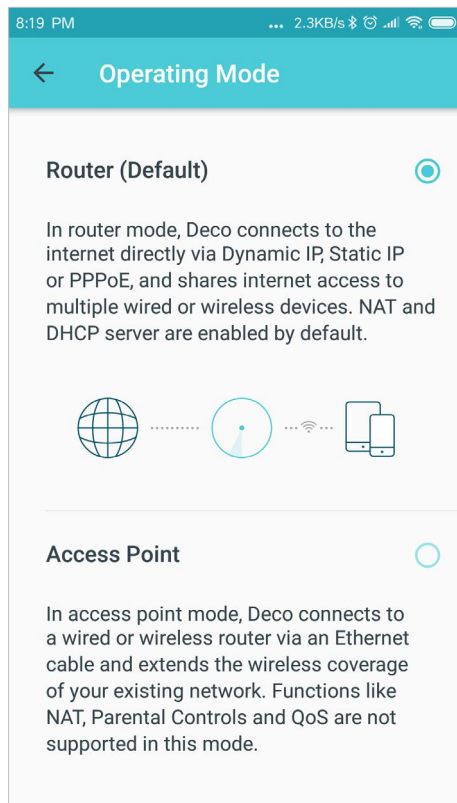 8:19 PM ... 2.3KB/s
Operating Mode
Router (Default)
In router mode, Deco connects to the
internet directly via Dynamic IP, Static IP
or PPPoE, and shares internet access to
multiple wired or wireless devices. NAT and
DHCP server are enabled by default.
Access Point
In access point mode, Deco connects to
a wired or wireless router via an Ethernet
cable and extends the wireless coverage
of your existing network. Functions like
NAT, Parental Controls and QoS are not
supported in this mode.